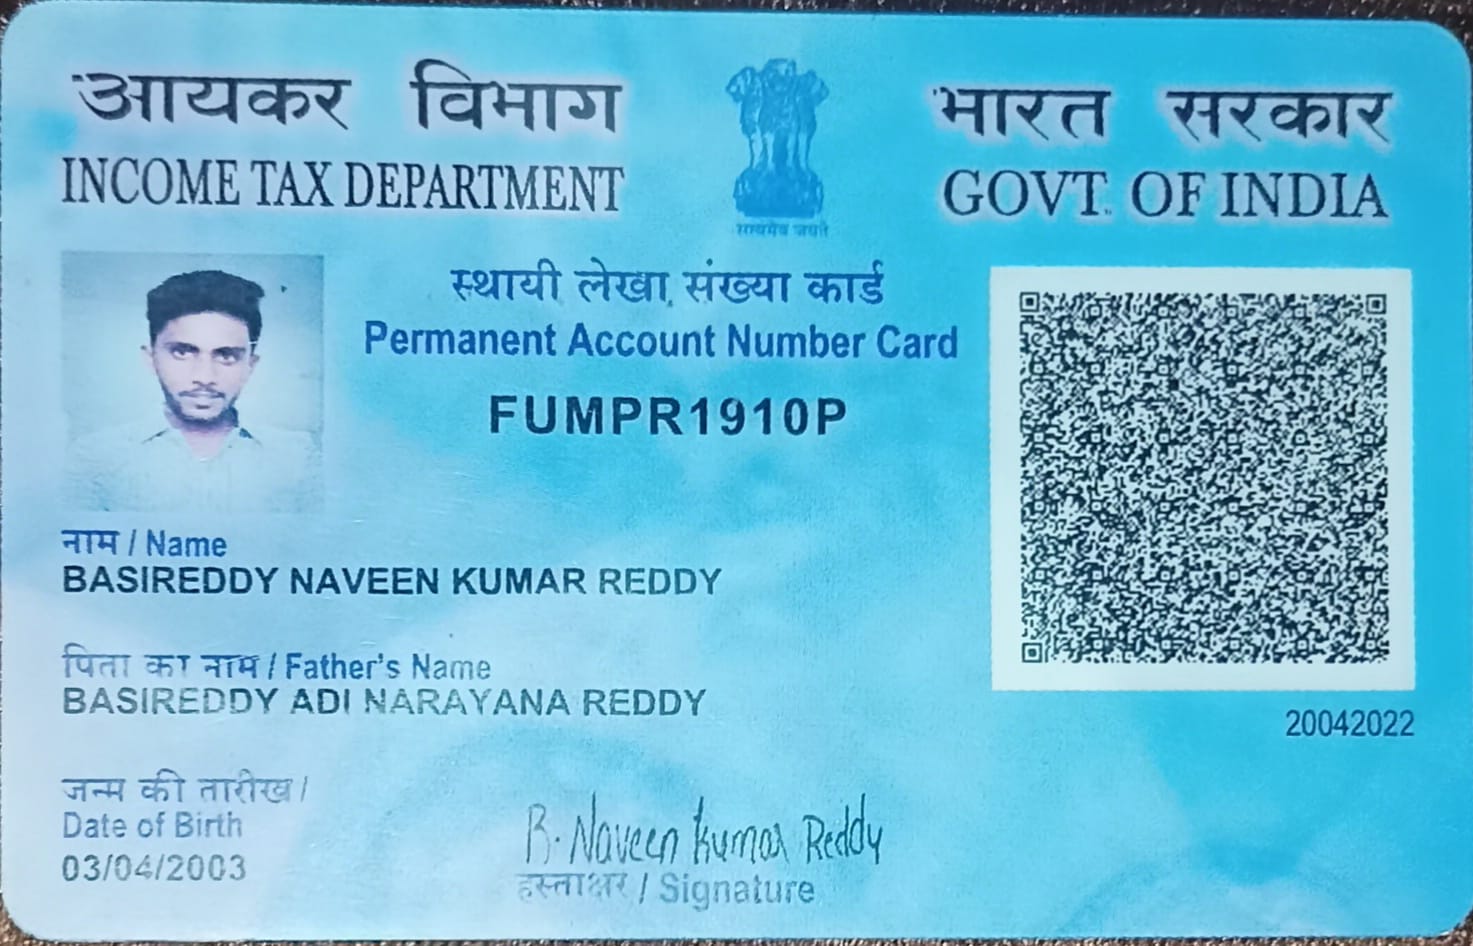 आयकर विभाग
INCOME TAX DEPARTMENT
सत्यमेव जयते
भारत सरकार
GOVT. OF INDIA
स्थायी लेखा संख्या कार्ड
Permanent Account Number Card
FUMPR1910P
नाम / Name
BASIREDDY NAVEEN KUMAR REDDY
पिता का नाम / Father's Name
BASIREDDY ADI NARAYANA REDDY
20042022
जन्म की तारीख /
Date of Birth
03/04/2003
B. Naveen Kumar Reddy
हस्ताक्षर / Signature